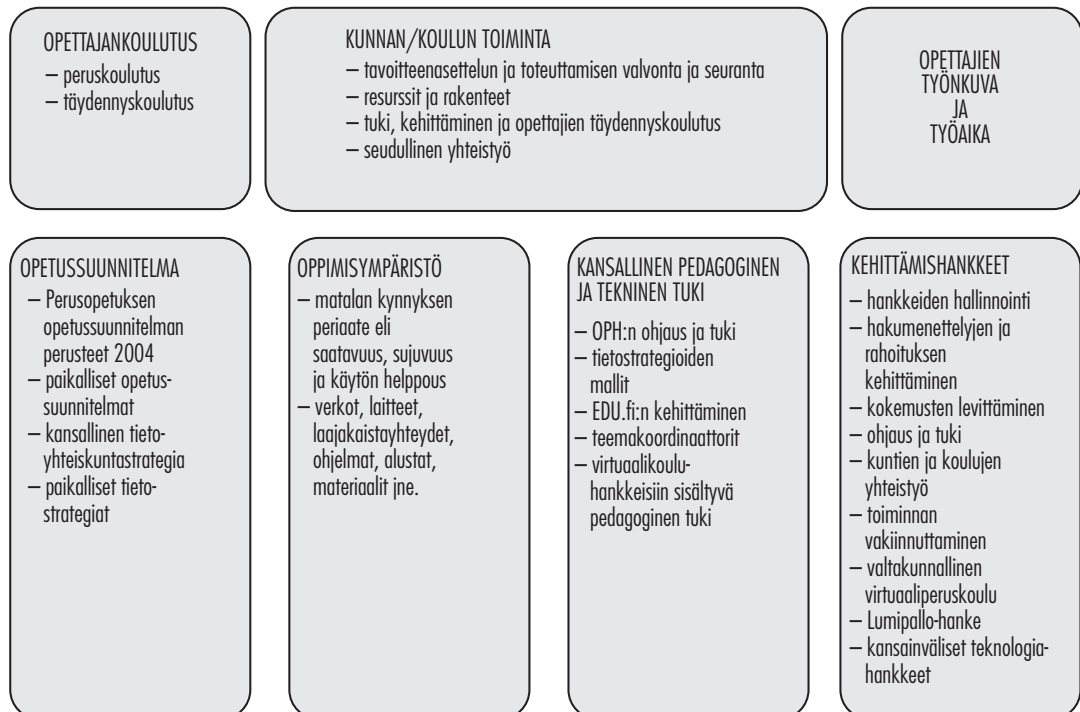 OPETTAJANKOULUTUS
– peruskoulutus
– täydennyskoulutus
KUNNAN/KOULUN TOIMINTA
– tavoitteenasettelun ja toteuttamisen valvonta ja seuranta
– resurssit ja rakenteet
– tuki, kehittäminen ja opettajien täydennyskoulutus
– seudullinen yhteistyö
OPETTAJIEN
TYÖNKUVA
JA
TYÖAIKA
OPETUSSUUNNITELMA
– Perusopetuksen
opetussuunnitelman
perusteet 2004
– paikalliset opetus-
suunnitelmat
– kansallinen tieto-
yhteiskuntastrategia
– paikalliset tieto-
strategiat
OPPIMISYMPÄRISTÖ
– matalan kynnyksen
periaate eli
saatavuus, sujuvuus
ja käytön helppous
– verkot, laitteet,
laajakaistayhteydet,
ohjelmat, alustat,
materiaalit jne.
KANSALLINEN PEDAGOGINEN
JA TEKNINEN TUKI
– OPH:n ohjaus ja tuki
– tietostrategioiden
mallit
– EDU.fi:n kehittäminen
– teemakoordinaattorit
– virtuaalikoulu-
hankkeisiin sisältyvä
pedagoginen tuki
KEHITTÄMISHANKKEET
– hankkeiden hallinnointi
– hakumenettelyjen ja
rahoituksen
kehittäminen
– kokemusten levittäminen
– ohjaus ja tuki
– kuntien ja koulujen
yhteistyö
– toiminnan
vakiinnuttaminen
– valtakunnallinen
virtuaaliperuskoulu
– Lumipallo-hanke
– kansainväliset teknologia-
hankkeet